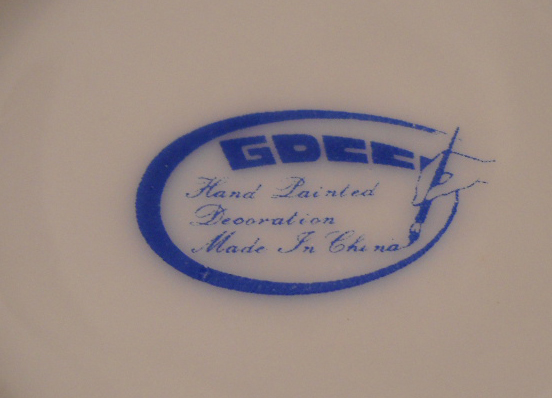 GDCC
Hand Painted
Decoration
Made In China